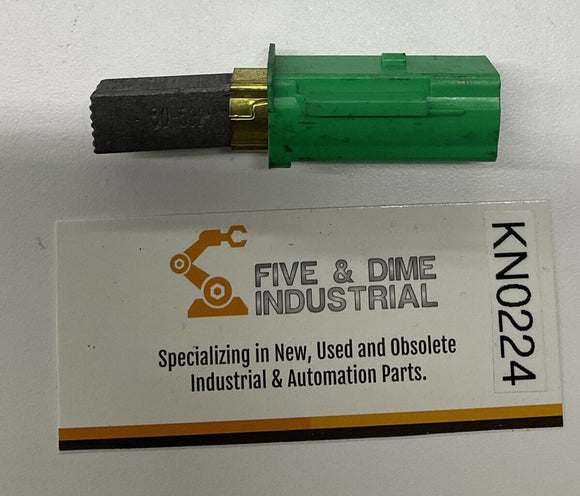 FIVE & DIME
INDUSTRIAL
Specializing in New, Used and Obsolete
Industrial & Automation Parts.
KN0224